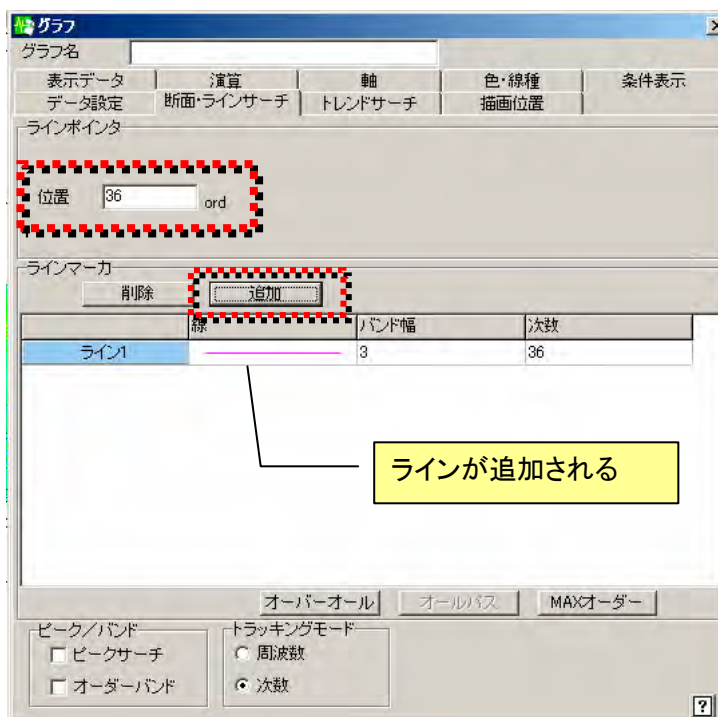 グラフ
グラフ名
表示データ 演算 軸 色・線種 条件表示
データ設定 断面・ラインサーチ トレンドサーチ 描画位置
ラインポインタ
位置 36 ord
ラインマーカ
削除 追加
線 バンド幅 次数
ライン1 3 36
ラインが追加される
オーバーオール オールパス MAXオーダー
ピーク/バンド トラッキングモード
ピークサーチ 周波数
オーダーバンド 次数
?